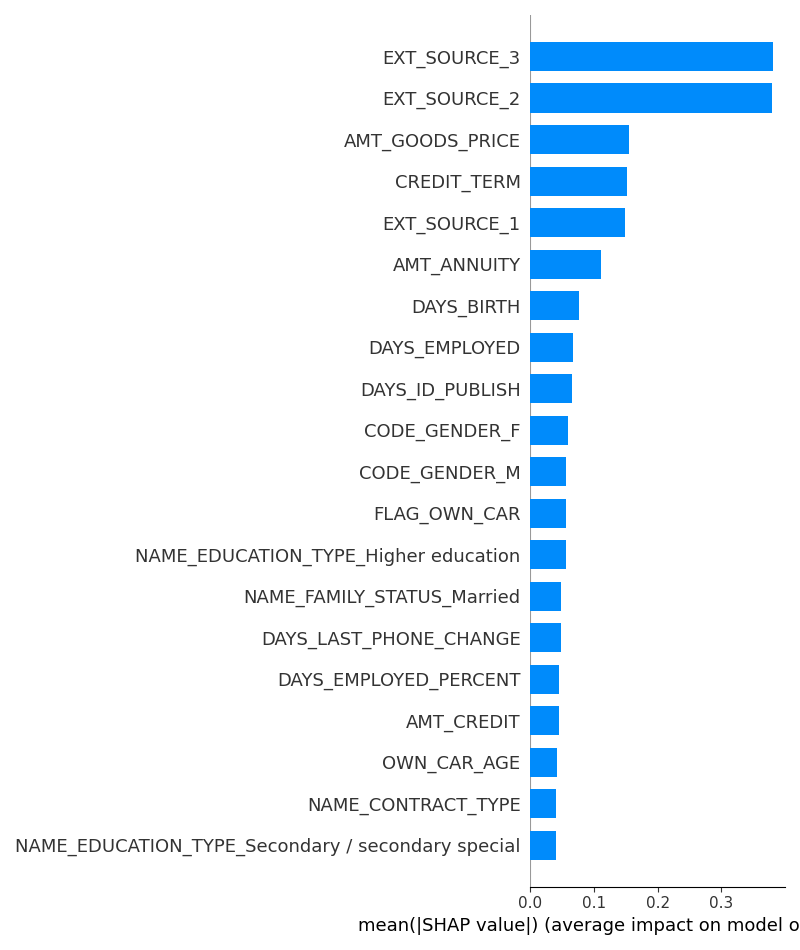 EXT_SOURCE_3
EXT_SOURCE_2
AMT_GOODS_PRICE
CREDIT_TERM
EXT_SOURCE_1
AMT_ANNUITY
DAYS_BIRTH
DAYS_EMPLOYED
DAYS_ID_PUBLISH
CODE_GENDER_F
CODE_GENDER_M
FLAG_OWN_CAR
NAME_EDUCATION_TYPE_Higher education
NAME_FAMILY_STATUS_Married
DAYS_LAST_PHONE_CHANGE
DAYS_EMPLOYED_PERCENT
AMT_CREDIT
OWN_CAR_AGE
NAME_CONTRACT_TYPE
NAME_EDUCATION_TYPE_Secondary / secondary special
0.0 0.1 0.2 0.3
mean(|SHAP value|) (average impact on model o